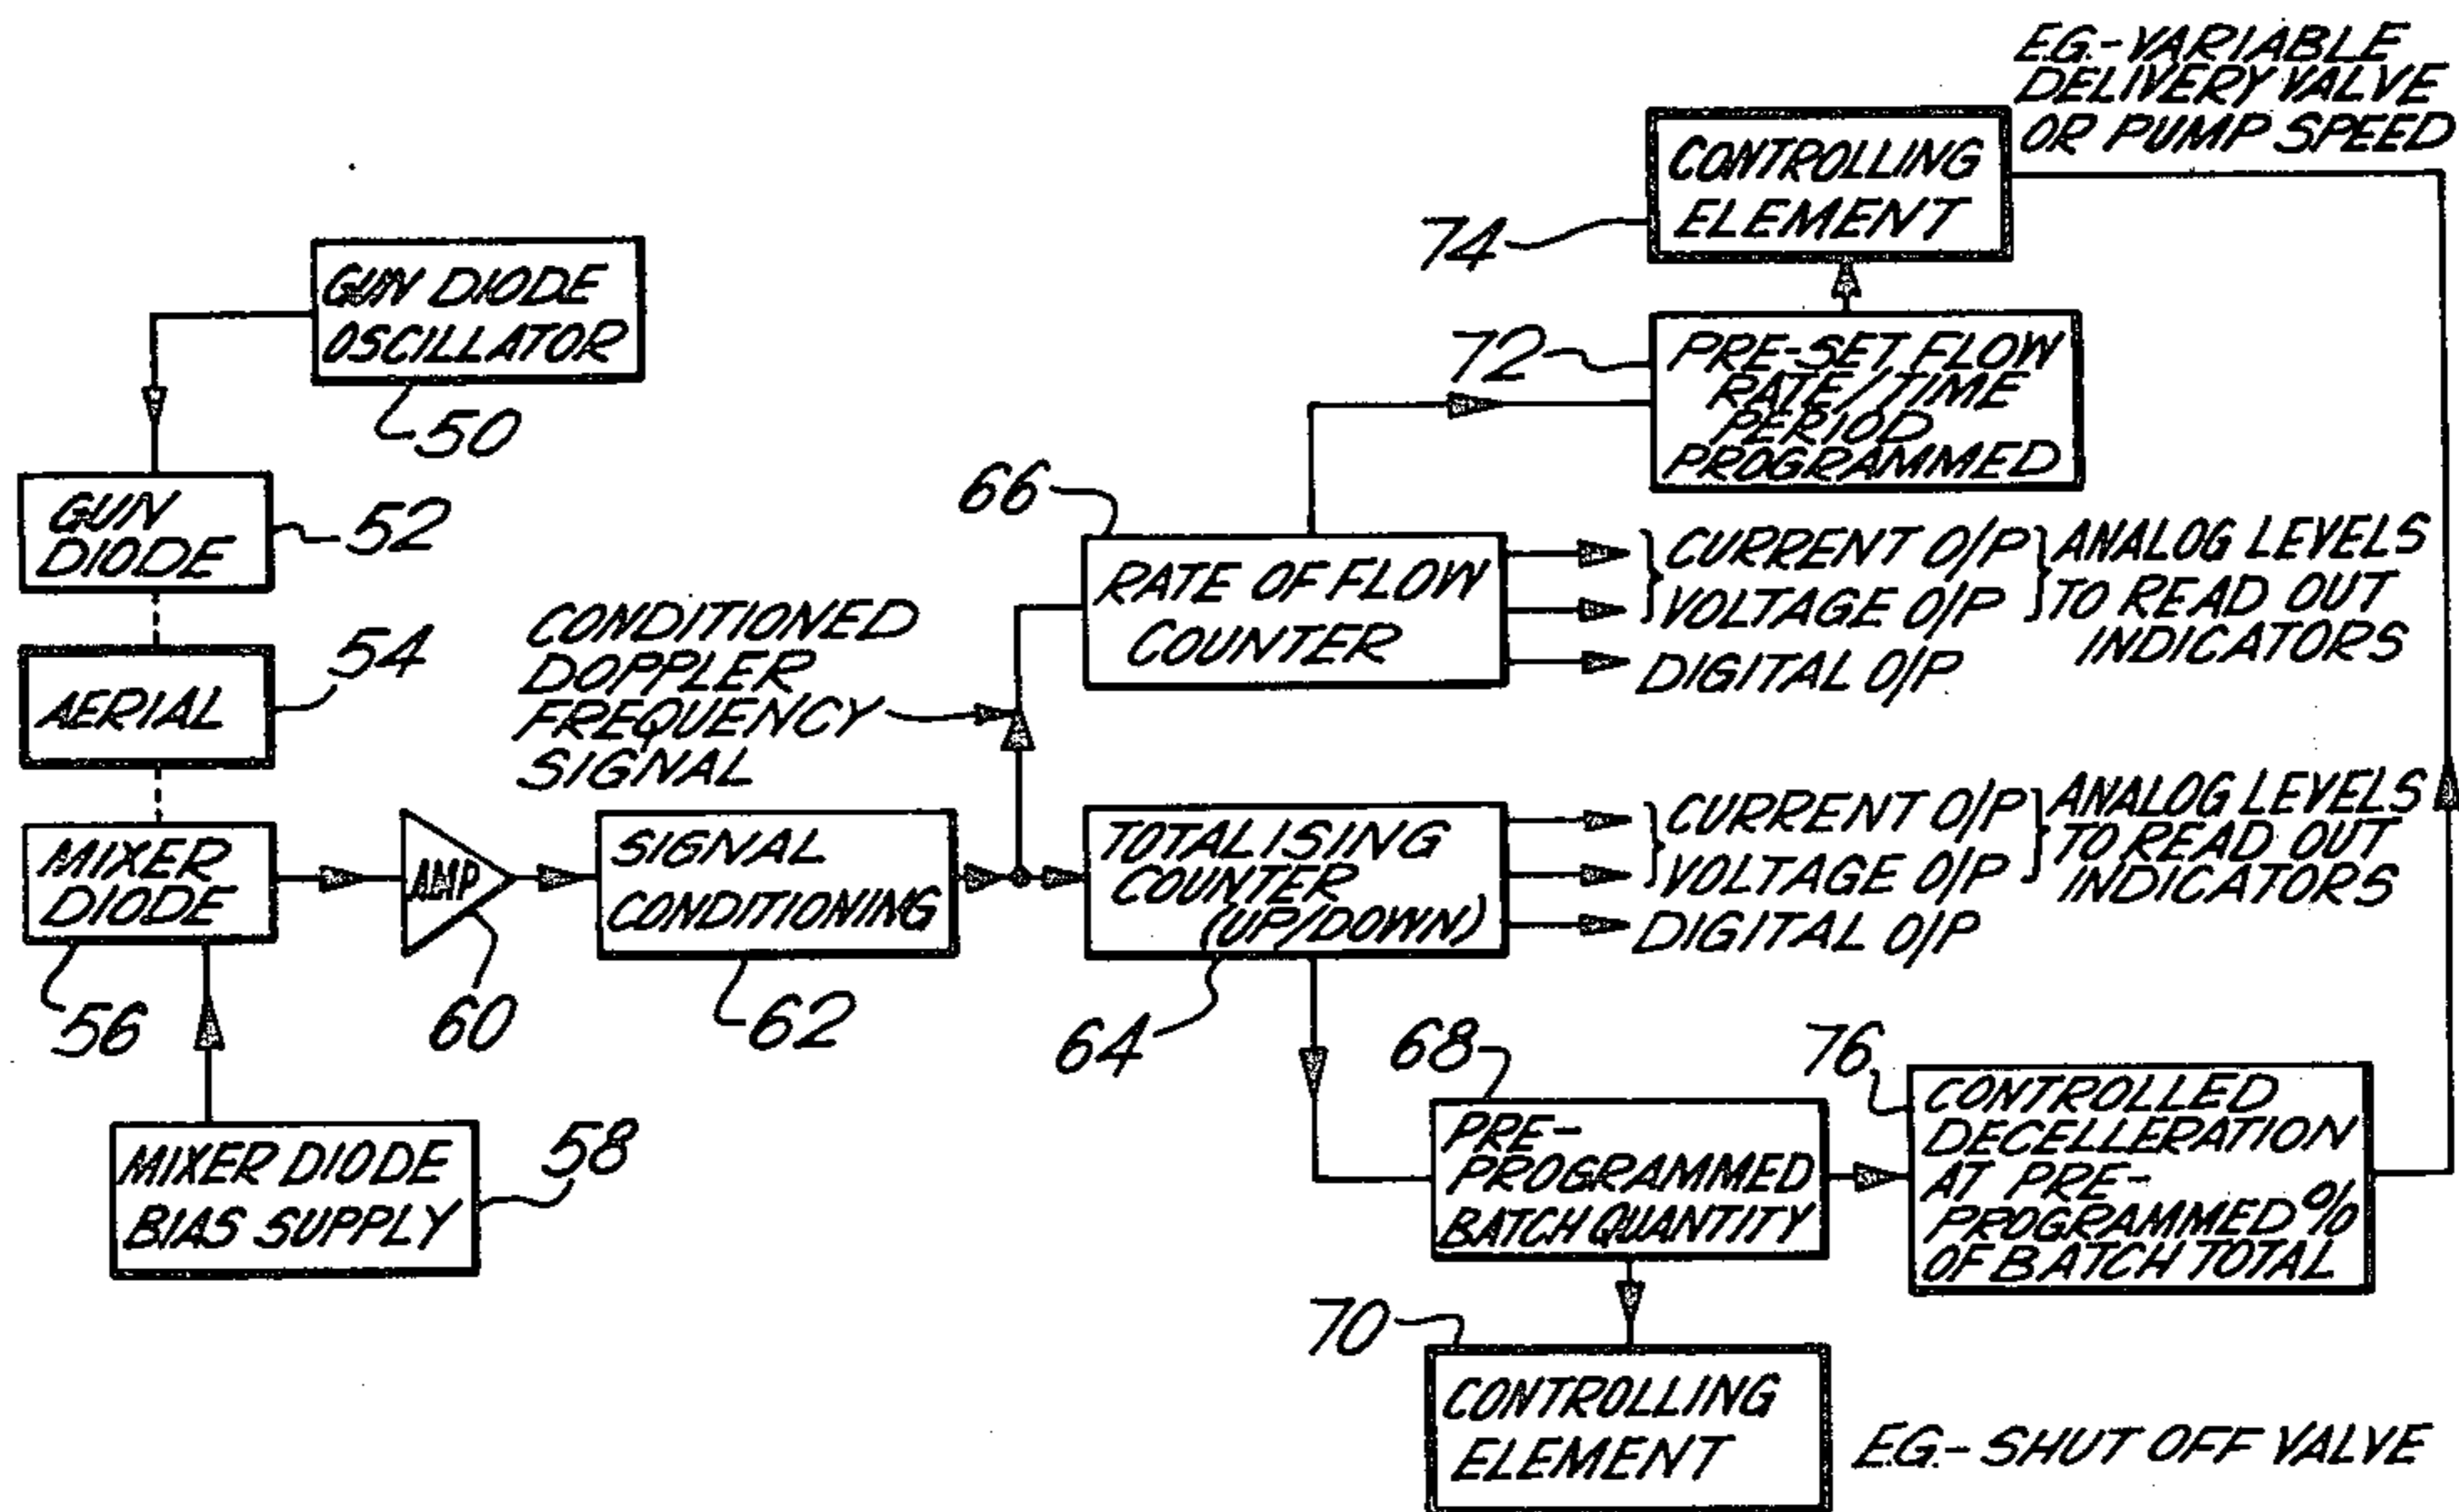 E.G.-VARIABLE
DELIVERY VALVE
OR PUMP SPEED
CONTROLLING
ELEMENT
74
GUN DIODE
OSCILLATOR
50
72
PRE-SET FLOW
RATE/TIME
PERIOD
PROGRAMMED
GUN
DIODE
52
66
RATE OF FLOW
COUNTER
CURRENT O/P
VOLTAGE O/P
DIGITAL O/P
ANALOG LEVELS
TO READ OUT
INDICATORS
AERIAL
54
CONDITIONED
DOPPLER
FREQUENCY
SIGNAL
MIXER
DIODE
56
AMP
60
SIGNAL
CONDITIONING
62
TOTALISING
COUNTER
(UP/DOWN)
64
CURRENT O/P
VOLTAGE O/P
DIGITAL O/P
ANALOG LEVELS
TO READ OUT
INDICATORS
MIXER DIODE
BIAS SUPPLY
58
68
PRE-
PROGRAMMED
BATCH QUANTITY
76
CONTROLLED
DECELLERATION
AT PRE-
PROGRAMMED %
OF BATCH TOTAL
70
CONTROLLING
ELEMENT
E.G.- SHUT OFF VALVE